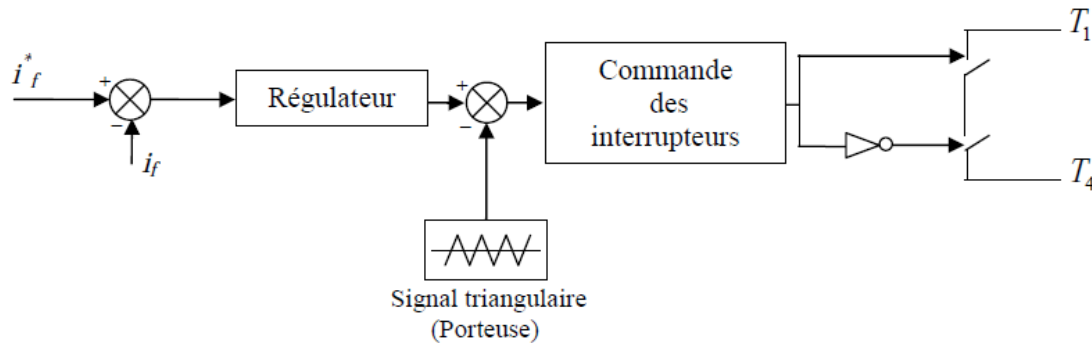 i*f
+
−
if
Régulateur
+
−
Commande
des
interrupteurs
T1
T4
Signal triangulaire
(Porteuse)